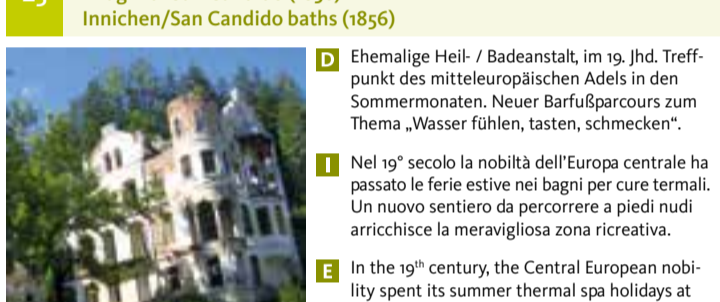 Innichen/San Candido baths (1856)
D Ehemalige Heil- / Badeanstalt, im 19. Jhd. Treff-
punkt des mitteleuropäischen Adels in den
Sommermonaten. Neuer Barfußparcours zum
Thema „Wasser fühlen, tasten, schmecken“.
I Nel 19° secolo la nobiltà dell’Europa centrale ha
passato le ferie estive nei bagni per cure termali.
Un nuovo sentiero da percorrere a piedi nudi
arricchisce la meravigliosa zona ricreativa.
E In the 19th century, the Central European nobi-
lity spent its summer thermal spa holidays at